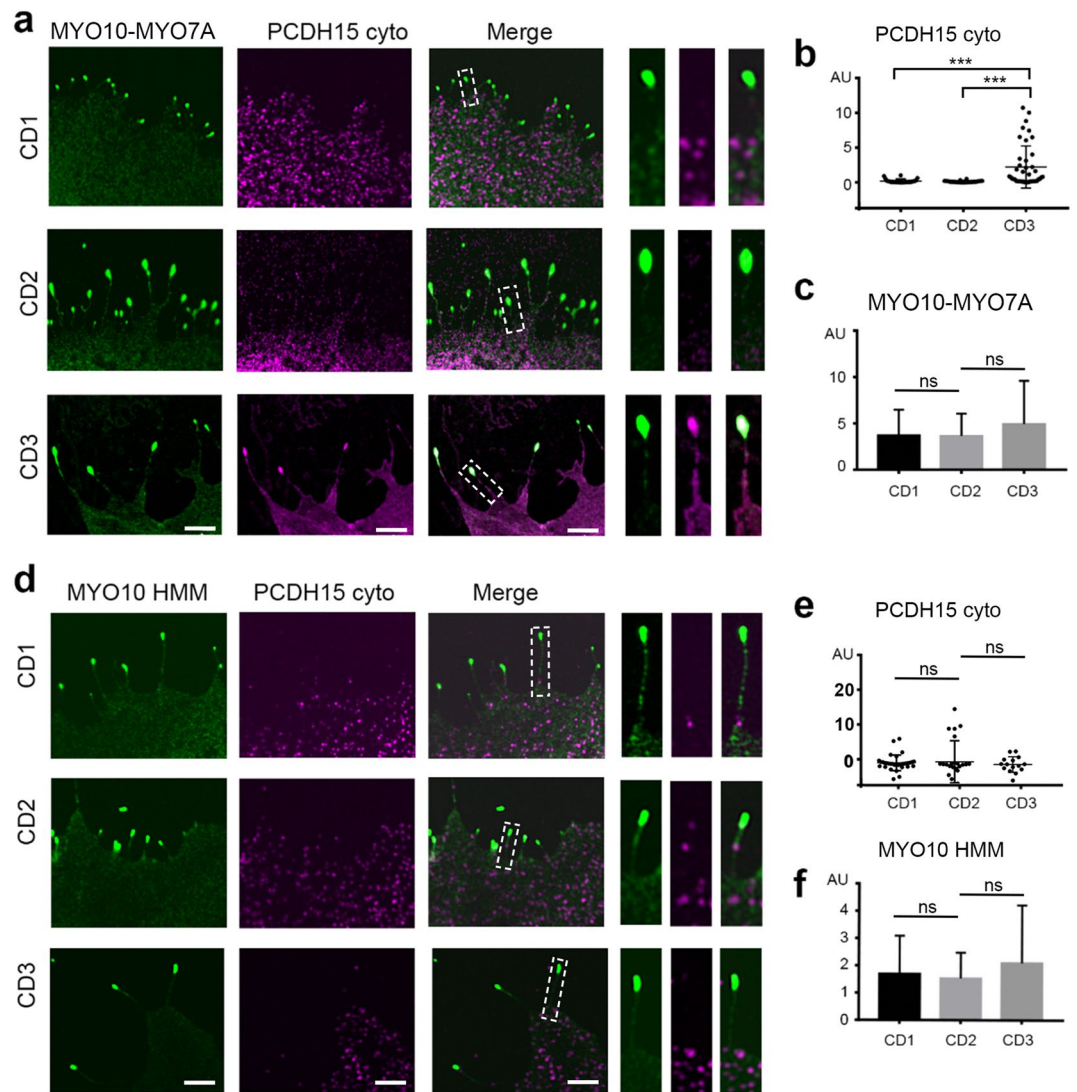 a
MYO10-MYO7A PCDH15 cyto Merge
CD1
CD2
CD3
b
PCDH15 cyto
AU
***
***
10
5
0
CD1 CD2 CD3
c
MYO10-MYO7A
AU
ns
ns
10
5
0
CD1 CD2 CD3
d
MYO10 HMM PCDH15 cyto Merge
CD1
CD2
CD3
e
PCDH15 cyto
AU
ns
ns
20
10
0
CD1 CD2 CD3
f
MYO10 HMM
AU
ns
ns
4
3
2
1
0
CD1 CD2 CD3